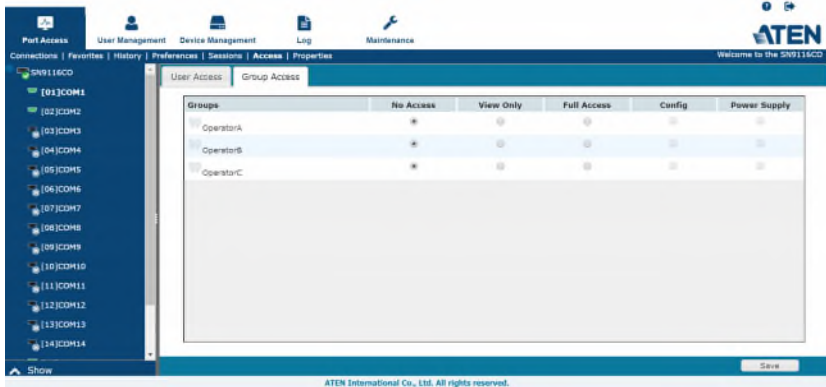 Port Access
User Management
Device Management
Log
Maintenance
ATEN
Connections | Favorites | History | Preferences | Sessions | Access | Properties
Welcome to the SN9116CO
SN9116CO
[01]COM1
[02]COM2
[03]COM3
[04]COM4
[05]COM5
[06]COM6
[07]COM7
[08]COM8
[09]COM9
[10]COM10
[11]COM11
[12]COM12
[13]COM13
[14]COM14
Show
User Access
Group Access
Groups No Access View Only Full Access Config Power Supply
OperatorA
OperatorB
OperatorC
Save
ATEN International Co., Ltd. All rights reserved.